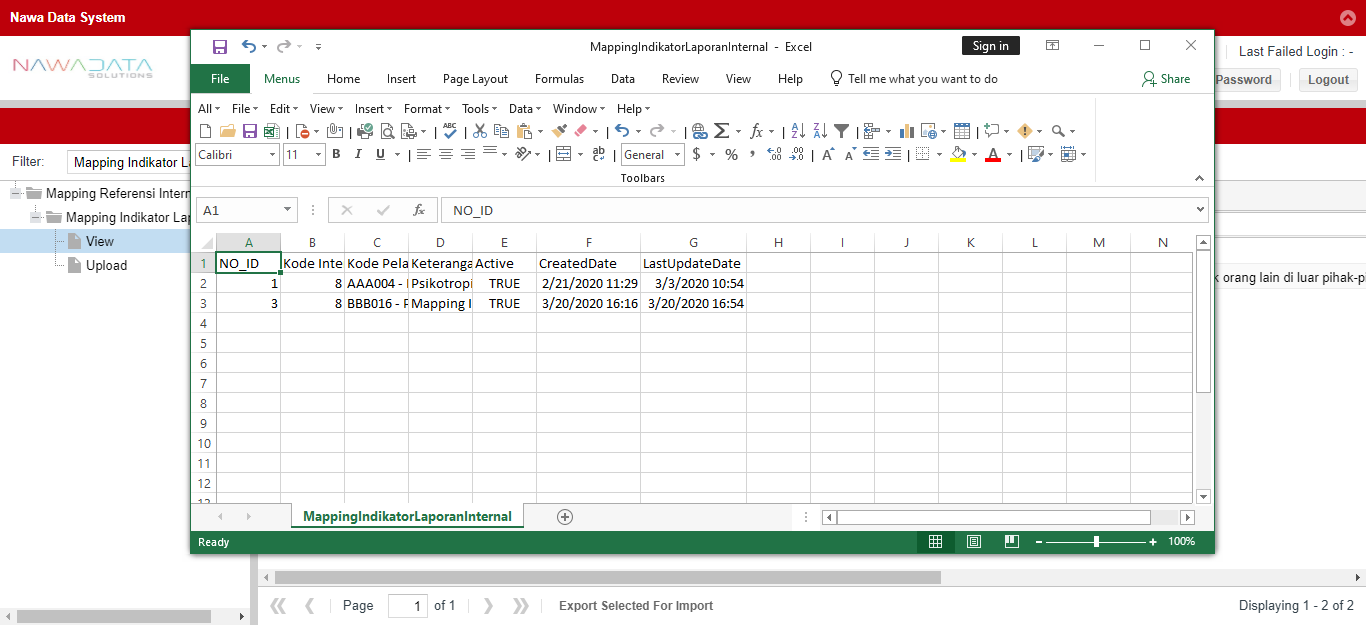 Nawa Data System
NAWADATA
SOLUTIONS
Last Failed Login : -
Password
Logout
Filter:
Mapping Indikator La
Mapping Referensi Intern
Mapping Indikator Lap
View
Upload
MappingIndikatorLaporanInternal - Excel
Sign in
File Menus Home Insert Page Layout Formulas Data Review View Help Tell me what you want to do Share
All File Edit View Insert Format Tools Data Window Help
Calibri 11 B I U General $ % ,
Toolbars
A1 fx NO_ID
A B C D E F G H I J K L M N
1 NO_ID Kode Inte Kode Pela Keteranga Active CreatedDate LastUpdateDate
2 1 8 AAA004 - Psikotropi TRUE 2/21/2020 11:29 3/3/2020 10:54
3 3 8 BBB016 - P Mapping I TRUE 3/20/2020 16:16 3/20/2020 16:54
4
5
6
7
8
9
10
11
12
13
k orang lain di luar pihak-p
MappingIndikatorLaporanInternal
Ready
100%
Page 1 of 1 Export Selected For Import Displaying 1 - 2 of 2